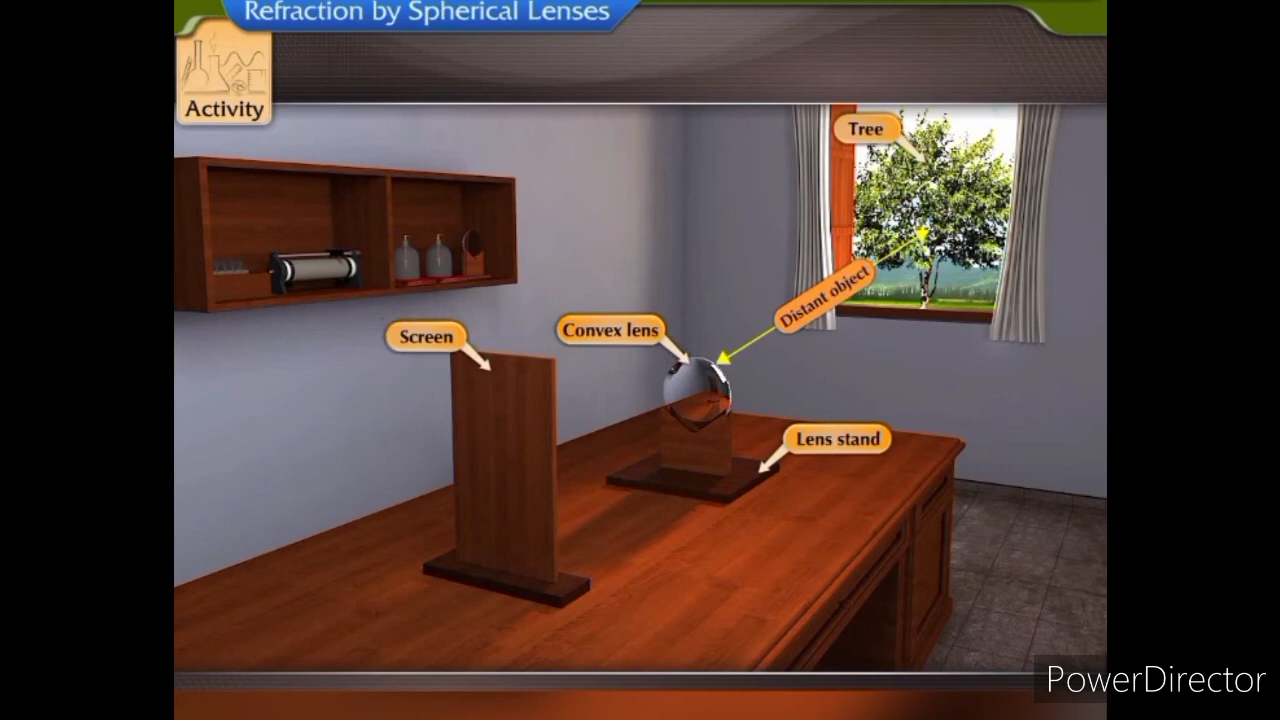 Refraction by Spherical Lenses
Activity
Tree
Distant object
Convex lens
Screen
Lens stand
PowerDirector